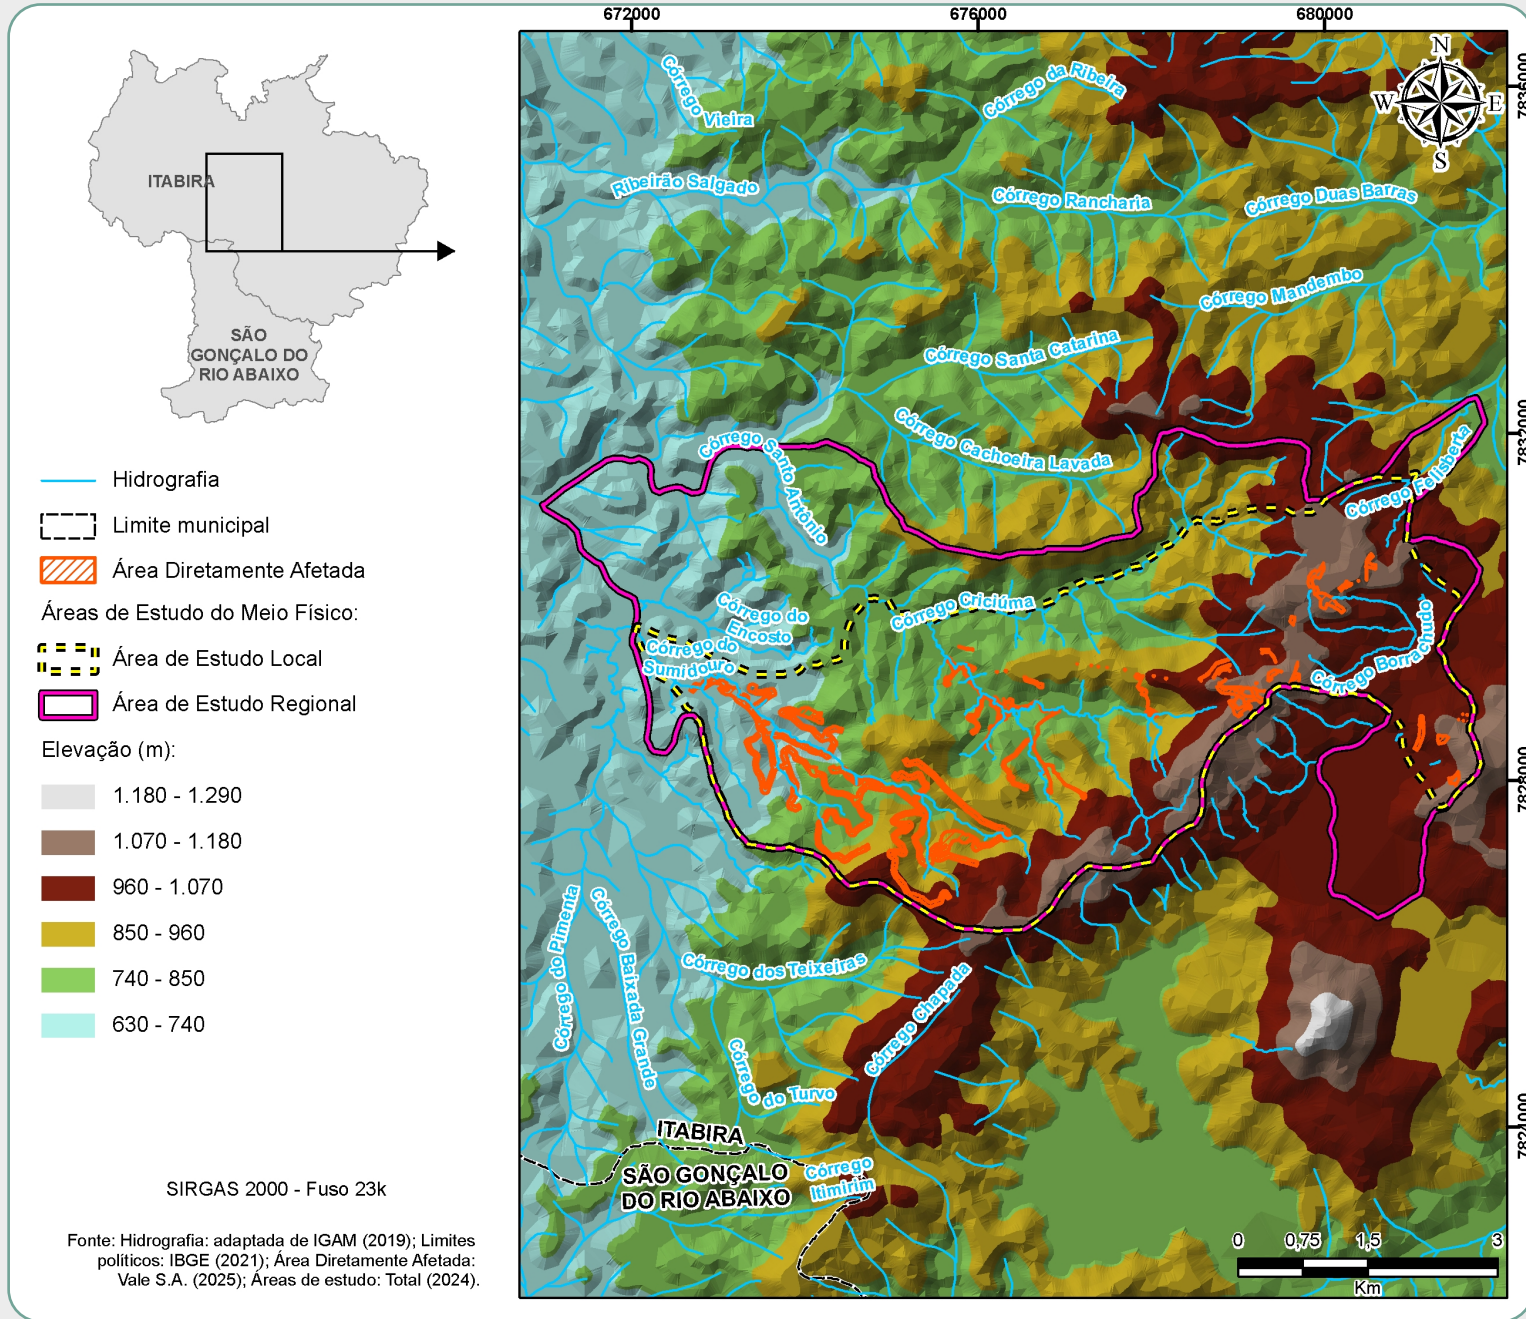 672000
676000
680000
7836000
7832000
7828000
7824000
N
W
E
S
ITABIRA
SÃO
GONÇALO DO
RIO ABAIXO
Hidrografia
Limite municipal
Área Diretamente Afetada
Áreas de Estudo do Meio Físico:
Área de Estudo Local
Área de Estudo Regional
Elevação (m):
1.180 - 1.290
1.070 - 1.180
960 - 1.070
850 - 960
740 - 850
630 - 740
SIRGAS 2000 - Fuso 23k
Fonte: Hidrografia: adaptada de IGAM (2019); Limites
políticos: IBGE (2021); Área Diretamente Afetada:
Vale S.A. (2025); Áreas de estudo: Total (2024).
Córrego Vieira
Córrego da Ribeira
Ribeirão Salgado
Córrego Rancharia
Córrego Duas Barras
Córrego Mandembo
Córrego Santa Catarina
Córrego Cachoeira Lavada
Córrego Santo Antônio
Córrego Felisberta
Córrego do
Encosto
Córrego Criciúma
Córrego do
Sumidouro
Córrego Borrachudo
Córrego do Pimenta
Córrego Baixada Grande
Córrego dos Teixeiras
Córrego Chapada
Córrego do Turvo
ITABIRA
SÃO GONÇALO
DO RIO ABAIXO
Córrego
Itimirim
0 0,75 1,5 3
Km